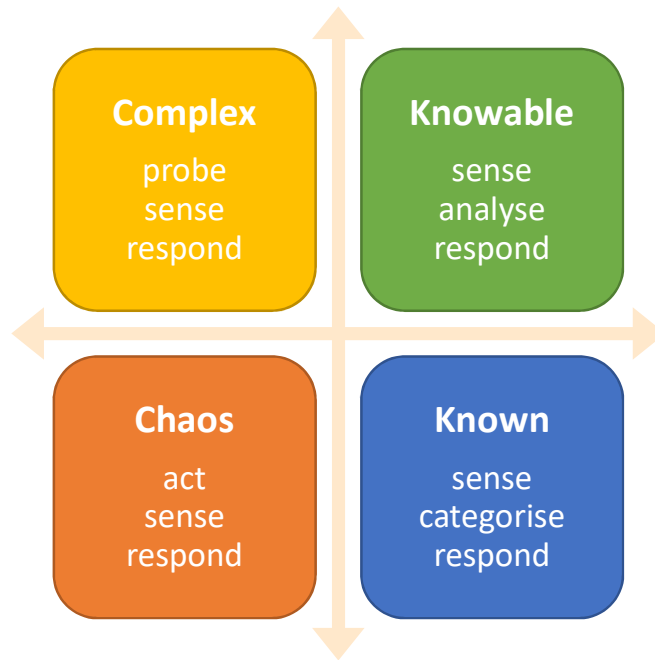 Complex
probe
sense
respond
Knowable
sense
analyse
respond
Chaos
act
sense
respond
Known
sense
categorise
respond